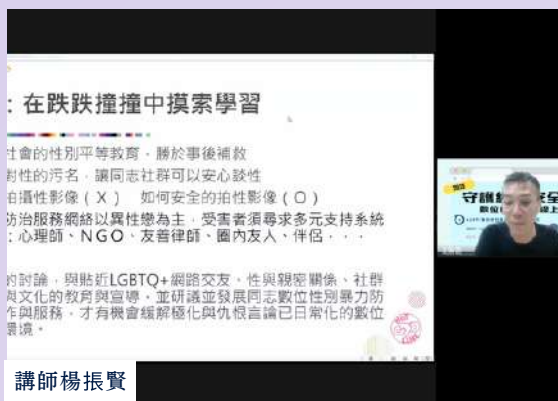 ：在跌跌撞撞中摸索學習
社會的性別平等教育，勝於事後補救
對性的污名，讓同志社群可以安心談性
拍攝性影像（X） 如何安全的拍性影像（O）
防治服務網絡以異性戀為主，受害者須尋求多元支持系統
：心理師、NGO、友善律師、圈內友人、伴侶．．．
的討論，與貼近LGBTQ+網路交友、性與親密關係、社群
與文化的教育與宣導，並研議並發展同志數位性別暴力防
作與服務，才有機會緩解極化與仇恨言論已日常化的數位
環境。
守護
安全
數位
線上
講師楊振賢